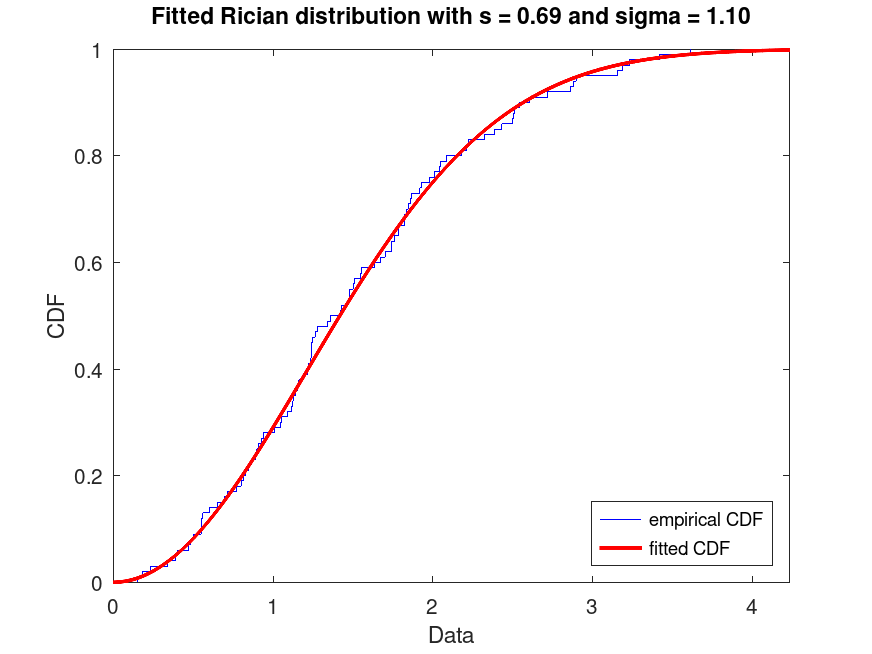 Fitted Rician distribution with s = 0.69 and sigma = 1.10
1
0.8
0.6
0.4
0.2
0
CDF
empirical CDF
fitted CDF
0 1 2 3 4
Data